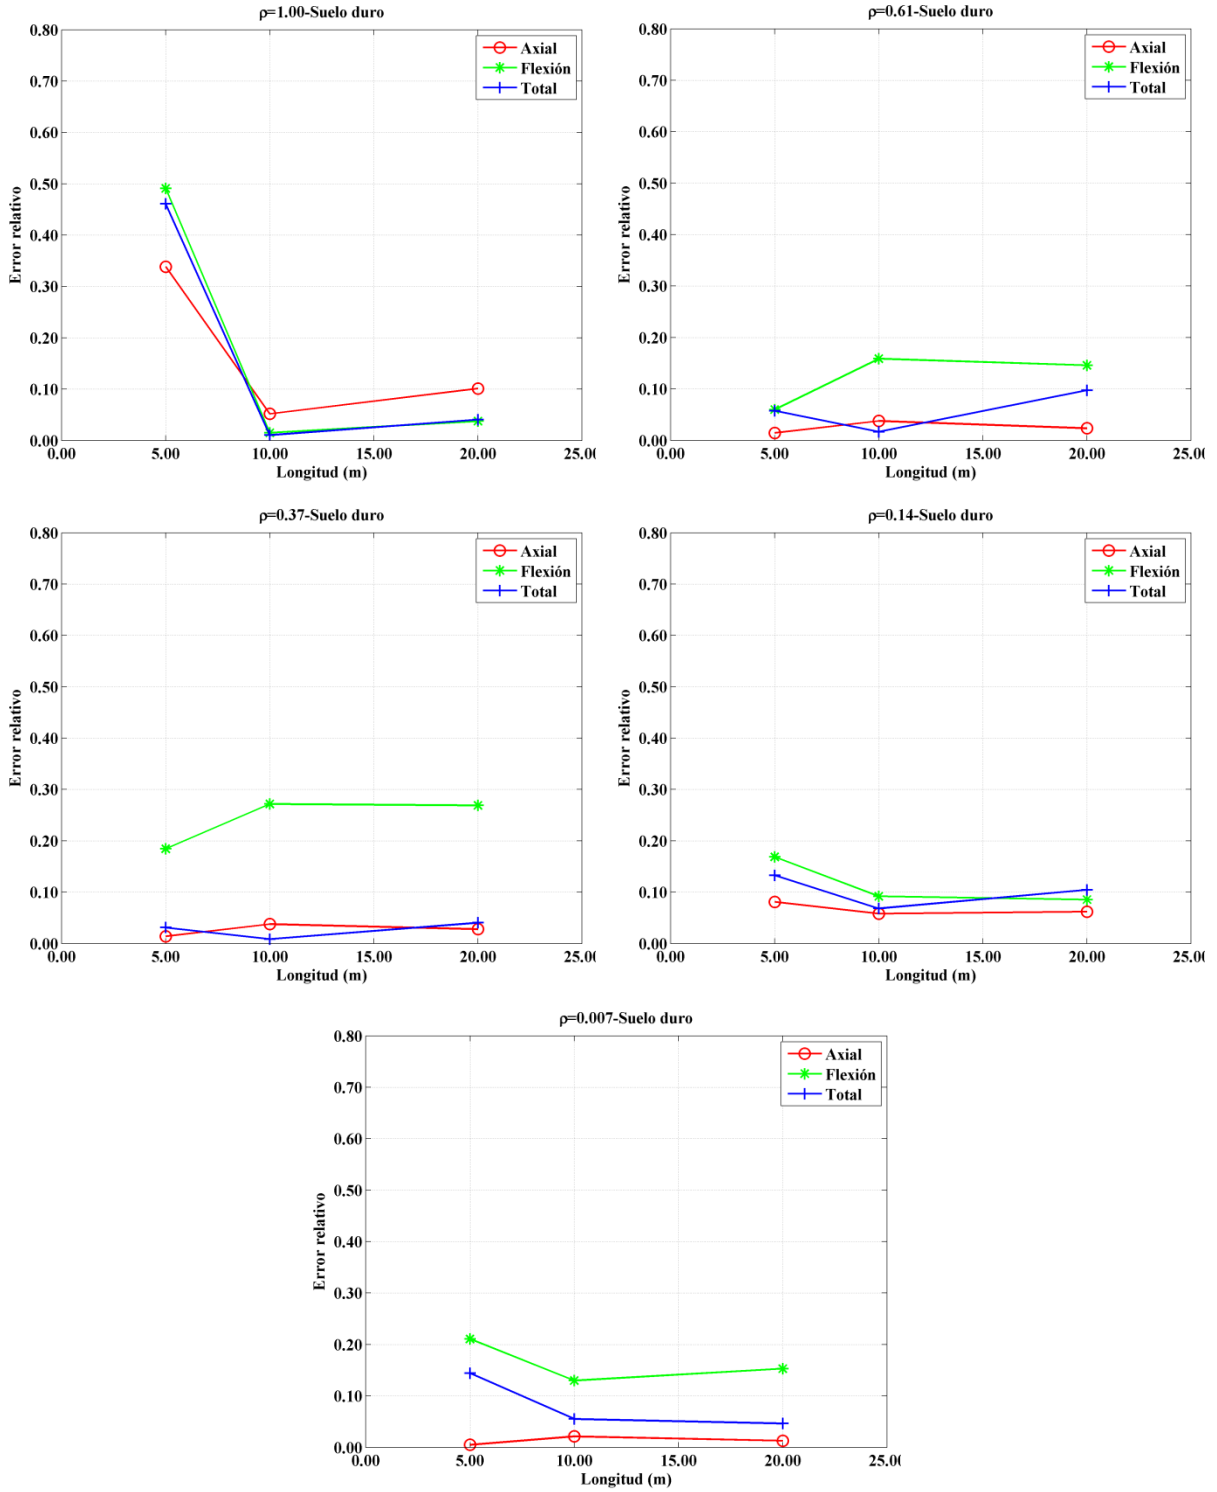 ρ=1.00-Suelo duro
0.80
0.70
0.60
0.50
0.40
0.30
0.20
0.10
0.00
Error relativo
Axial
Flexión
Total
0.00 5.00 10.00 15.00 20.00 25.00
Longitud (m)
ρ=0.61-Suelo duro
0.80
0.70
0.60
0.50
0.40
0.30
0.20
0.10
0.00
Error relativo
Axial
Flexión
Total
0.00 5.00 10.00 15.00 20.00 25.00
Longitud (m)
ρ=0.37-Suelo duro
0.80
0.70
0.60
0.50
0.40
0.30
0.20
0.10
0.00
Error relativo
Axial
Flexión
Total
0.00 5.00 10.00 15.00 20.00 25.00
Longitud (m)
ρ=0.14-Suelo duro
0.80
0.70
0.60
0.50
0.40
0.30
0.20
0.10
0.00
Error relativo
Axial
Flexión
Total
0.00 5.00 10.00 15.00 20.00 25.00
Longitud (m)
ρ=0.007-Suelo duro
0.80
0.70
0.60
0.50
0.40
0.30
0.20
0.10
0.00
Error relativo
Axial
Flexión
Total
0.00 5.00 10.00 15.00 20.00 25.00
Longitud (m)